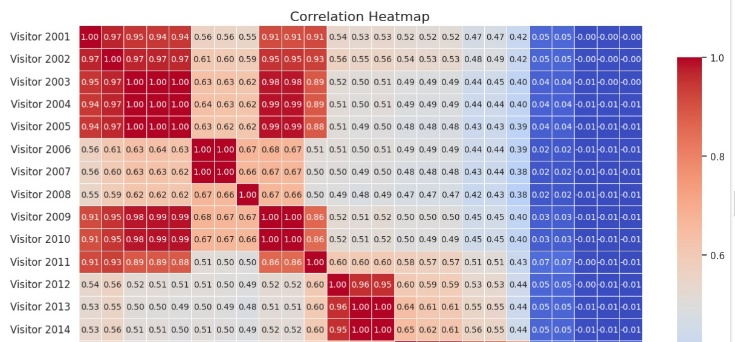 Correlation Heatmap
Visitor 2001 1.00 0.97 0.95 0.94 0.94 0.56 0.56 0.55 0.91 0.91 0.91 0.54 0.53 0.53 0.52 0.52 0.52 0.47 0.47 0.42 0.05 0.05 -0.00 -0.00 -0.00
Visitor 2002 0.97 1.00 0.97 0.97 0.97 0.61 0.60 0.59 0.95 0.95 0.93 0.56 0.55 0.56 0.54 0.53 0.53 0.48 0.49 0.42 0.05 0.05 -0.00 -0.00 -0.00
Visitor 2003 0.95 0.97 1.00 1.00 1.00 0.63 0.63 0.62 0.98 0.98 0.89 0.52 0.50 0.51 0.49 0.49 0.49 0.44 0.45 0.40 0.04 0.04 -0.01 -0.01 -0.01
Visitor 2004 0.94 0.97 1.00 1.00 1.00 0.64 0.63 0.62 0.99 0.99 0.89 0.51 0.50 0.51 0.49 0.49 0.49 0.44 0.44 0.39 0.04 0.04 -0.01 -0.01 -0.01
Visitor 2005 0.94 0.97 1.00 1.00 1.00 0.63 0.62 0.62 0.99 0.99 0.88 0.51 0.49 0.50 0.48 0.48 0.48 0.43 0.43 0.39 0.04 0.04 -0.01 -0.01 -0.01
Visitor 2006 0.56 0.61 0.63 0.64 0.63 1.00 1.00 0.67 0.68 0.67 0.51 0.51 0.50 0.51 0.49 0.49 0.49 0.44 0.44 0.38 0.02 0.02 -0.01 -0.01 -0.01
Visitor 2007 0.56 0.60 0.63 0.63 0.62 1.00 1.00 0.66 0.67 0.67 0.50 0.50 0.49 0.50 0.49 0.48 0.48 0.43 0.44 0.38 0.02 0.02 -0.01 -0.01 -0.01
Visitor 2008 0.55 0.59 0.62 0.62 0.62 0.67 0.66 1.00 0.67 0.66 0.50 0.49 0.48 0.49 0.47 0.47 0.47 0.42 0.43 0.38 0.02 0.02 -0.01 -0.01 -0.01
Visitor 2009 0.91 0.95 0.98 0.99 0.99 0.68 0.67 0.67 1.00 1.00 0.86 0.52 0.51 0.52 0.50 0.50 0.50 0.45 0.45 0.40 0.03 0.03 -0.01 -0.01 -0.01
Visitor 2010 0.91 0.95 0.98 0.99 0.99 0.67 0.67 0.66 1.00 1.00 0.86 0.52 0.51 0.52 0.50 0.49 0.49 0.45 0.45 0.40 0.03 0.03 -0.01 -0.01 -0.01
Visitor 2011 0.91 0.93 0.89 0.89 0.88 0.51 0.50 0.50 0.86 0.86 1.00 0.60 0.60 0.60 0.58 0.57 0.57 0.51 0.51 0.43 0.07 0.07 -0.00 -0.01 -0.01
Visitor 2012 0.54 0.56 0.52 0.51 0.51 0.51 0.50 0.49 0.52 0.52 0.60 1.00 0.96 0.95 0.60 0.59 0.59 0.53 0.53 0.44 0.05 0.05 -0.01 -0.01 -0.01
Visitor 2013 0.53 0.55 0.50 0.50 0.49 0.50 0.49 0.48 0.51 0.51 0.60 0.96 1.00 1.00 0.64 0.61 0.61 0.55 0.55 0.44 0.05 0.05 -0.01 -0.01 -0.01
Visitor 2014 0.53 0.56 0.51 0.51 0.50 0.51 0.50 0.49 0.52 0.52 0.60 0.95 1.00 1.00 0.65 0.62 0.61 0.56 0.55 0.44 0.05 0.05 -0.01 -0.01 -0.01
1.0
0.8
0.6